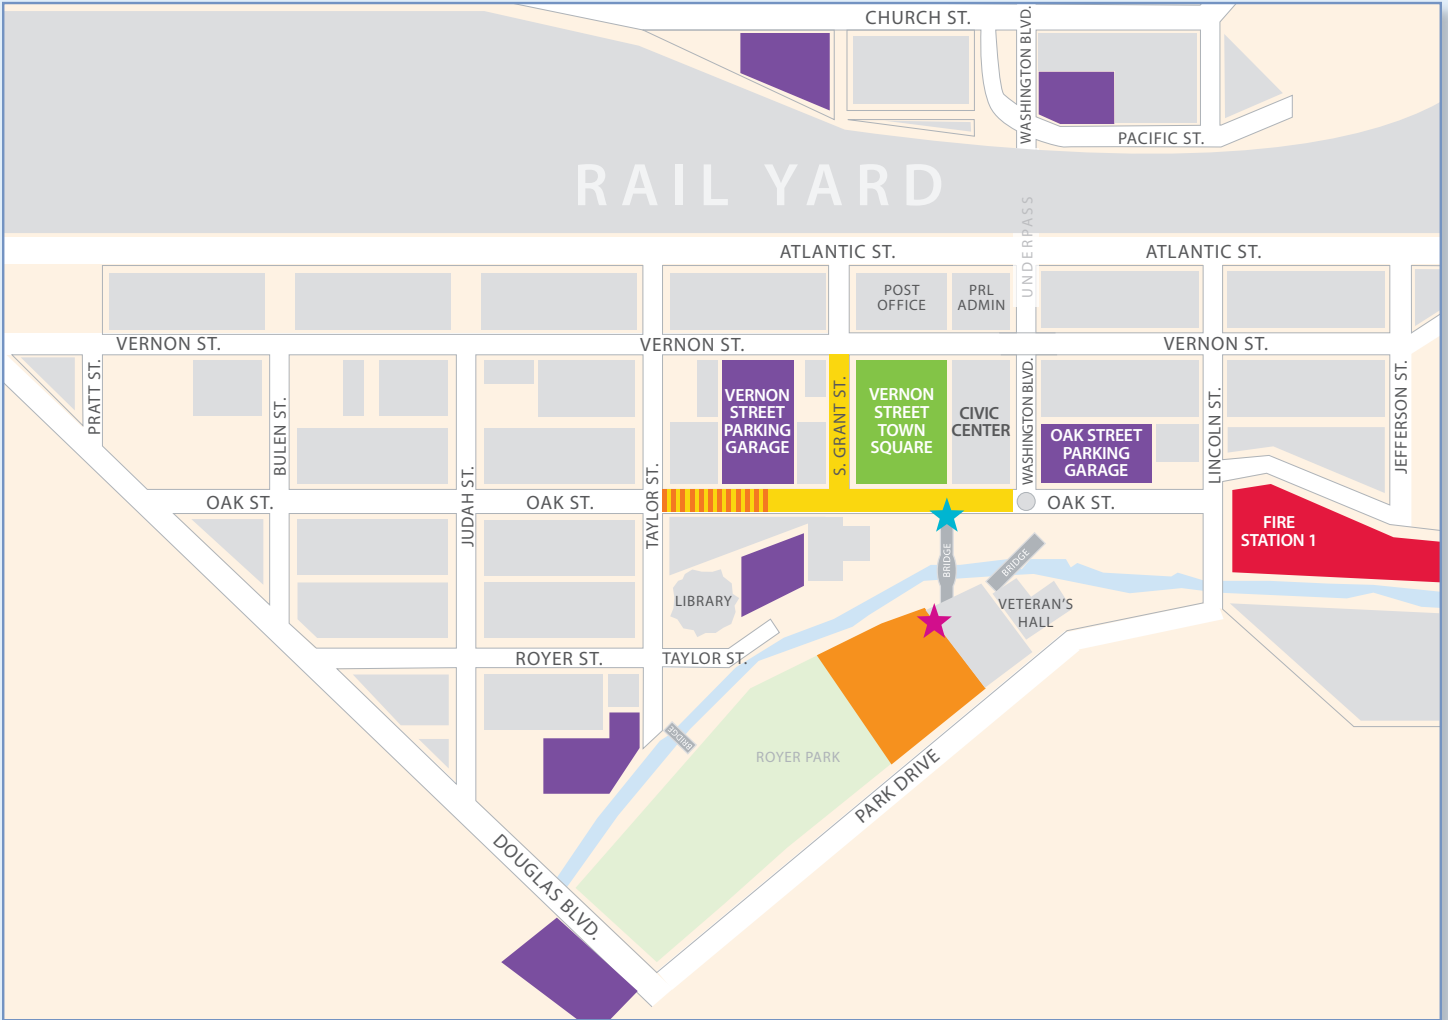 CHURCH ST.
WASHINGTON BLVD.
PACIFIC ST.
RAIL YARD
UNDERPASS
ATLANTIC ST.
ATLANTIC ST.
POST
OFFICE
PRL
ADMIN
VERNON ST.
VERNON ST.
VERNON ST.
PRATT ST.
BULEN ST.
JUDAH ST.
TAYLOR ST.
VERNON
STREET
PARKING
GARAGE
S. GRANT ST.
VERNON
STREET
TOWN
SQUARE
CIVIC
CENTER
WASHINGTON BLVD.
OAK STREET
PARKING
GARAGE
LINCOLN ST.
JEFFERSON ST.
OAK ST.
OAK ST.
OAK ST.
FIRE
STATION 1
BRIDGE
BRIDGE
LIBRARY
VETERAN'S
HALL
ROYER ST.
TAYLOR ST.
BRIDGE
ROYER PARK
PARK DRIVE
DOUGLAS BLVD.